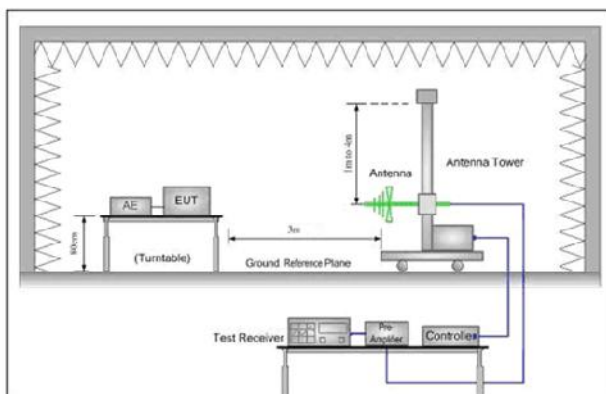 1m to 4m
Antenna
Antenna Tower
AE
EUT
80cm
(Turntable)
3m
Ground Reference Plane
Test Receiver
Pre-
Amplifier
Controller